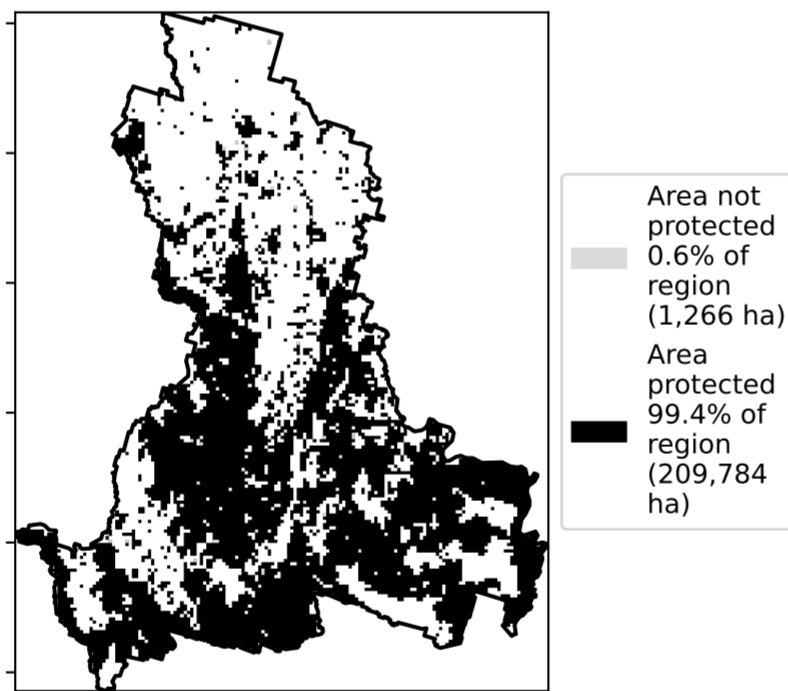 Area not
protected
0.6% of
region
(1,266 ha)
Area
protected
99.4% of
region
(209,784
ha)